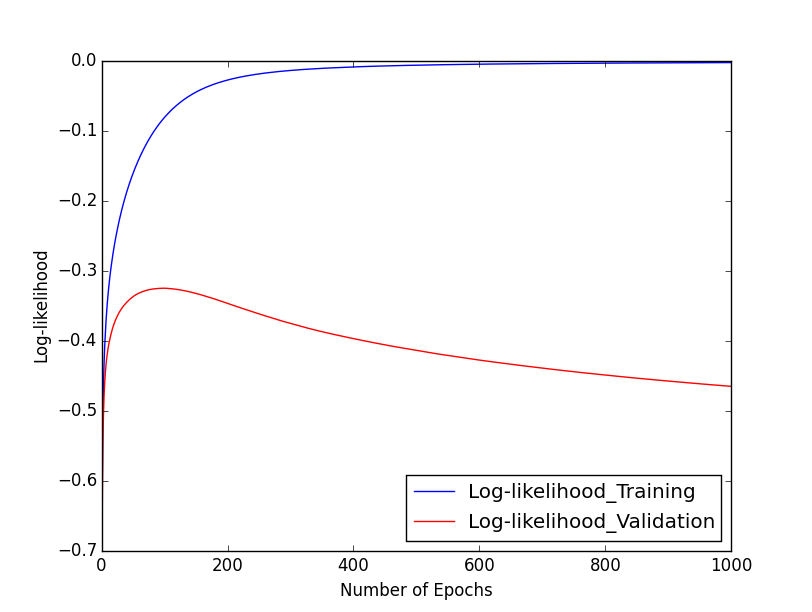 0.0
−0.1
−0.2
−0.3
−0.4
−0.5
−0.6
−0.7
Log-likelihood
Log-likelihood_Training
Log-likelihood_Validation
0 200 400 600 800 1000
Number of Epochs